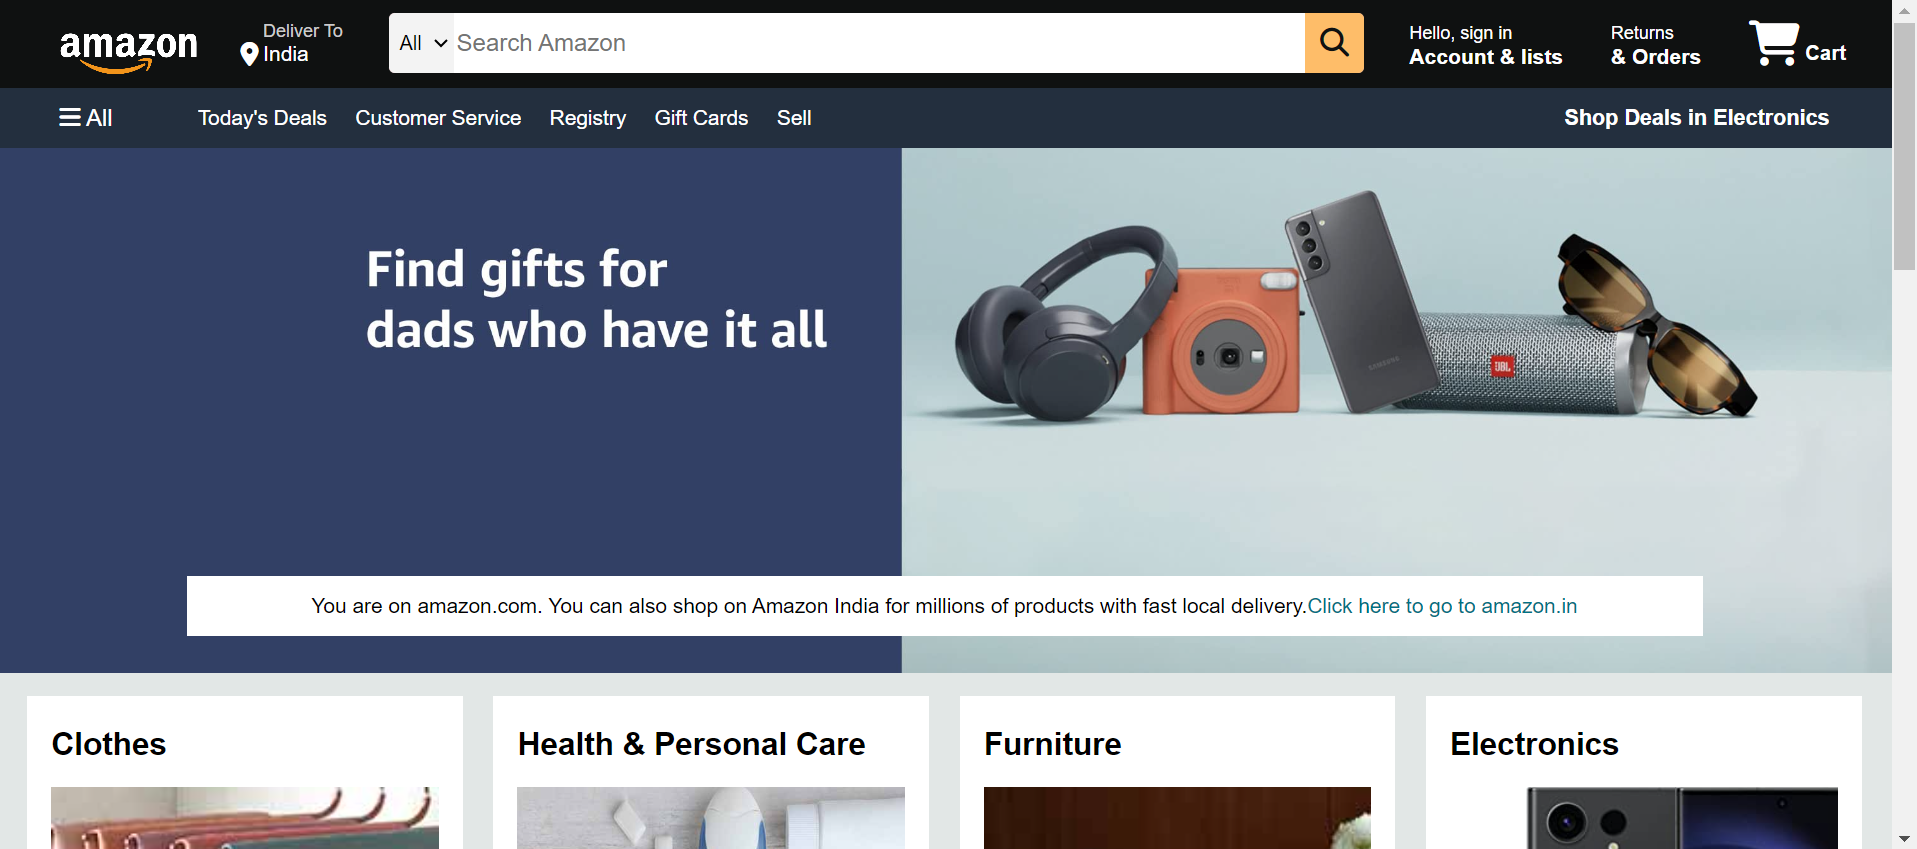 amazon
Deliver To
India
All
Search Amazon
Hello, sign in
Account & lists
Returns
& Orders
Cart
All
Today's Deals
Customer Service
Registry
Gift Cards
Sell
Shop Deals in Electronics
Find gifts for
dads who have it all
SAMSUNG
JBL
You are on amazon.com. You can also shop on Amazon India for millions of products with fast local delivery.Click here to go to amazon.in
Clothes
Health & Personal Care
Furniture
Electronics